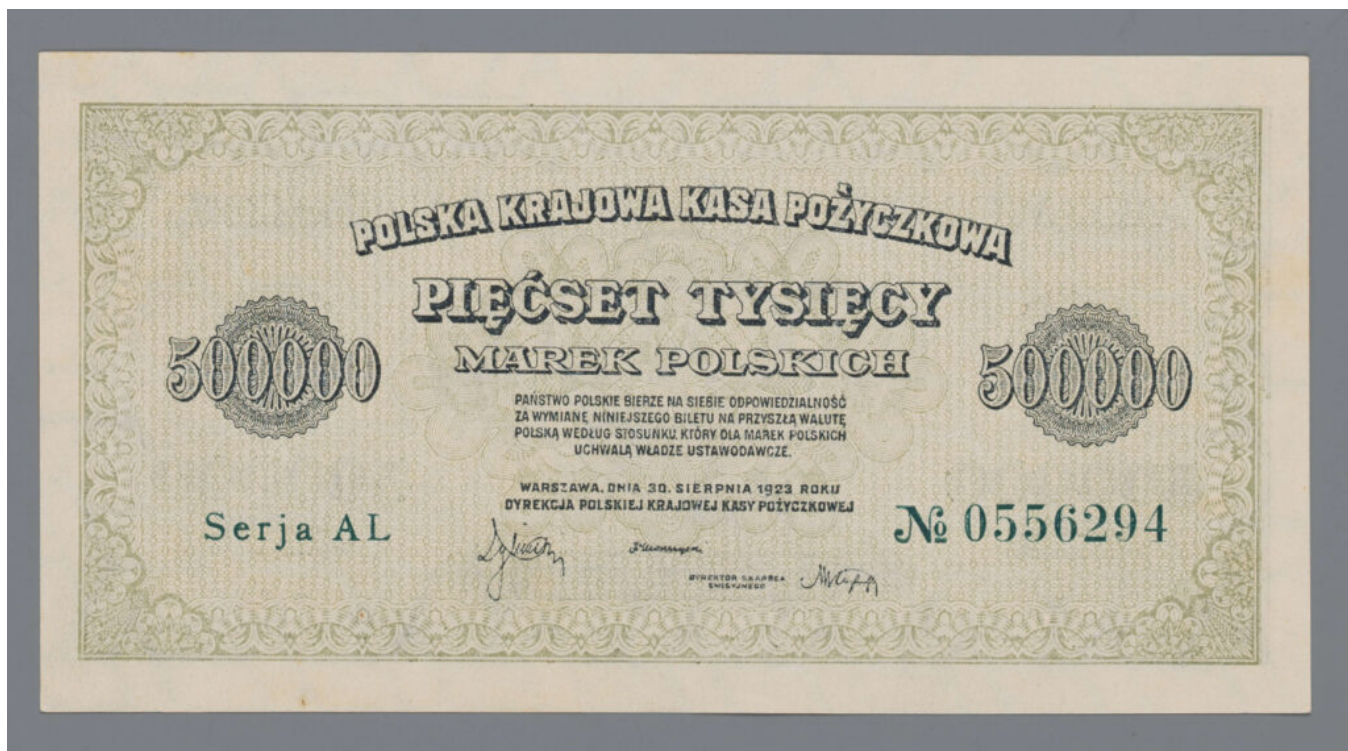 POLSKA KRAJOWA KASA POŻYCZKOWA
PIĘĆSET TYSIĘCY
MAREK POLSKICH
500000
500000
PAŃSTWO POLSKIE BIERZE NA SIEBIE ODPOWIEDZIALNOŚĆ
ZA WYMIANĘ NINIEJSZEGO BILETU NA PRZYSZŁĄ WALUTĘ
POLSKĄ WEDŁUG STOSUNKU, KTÓRY DLA MAREK POLSKICH
UCHWALĄ WŁADZE USTAWODAWCZE.
WARSZAWA, DNIA 30. SIERPNIA 1923 ROKU
DYREKCJA POLSKIEJ KRAJOWEJ KASY POŻYCZKOWEJ
Serja AL
№ 0556294
DYREKTOR SKARBCA
EMISYJNEGO